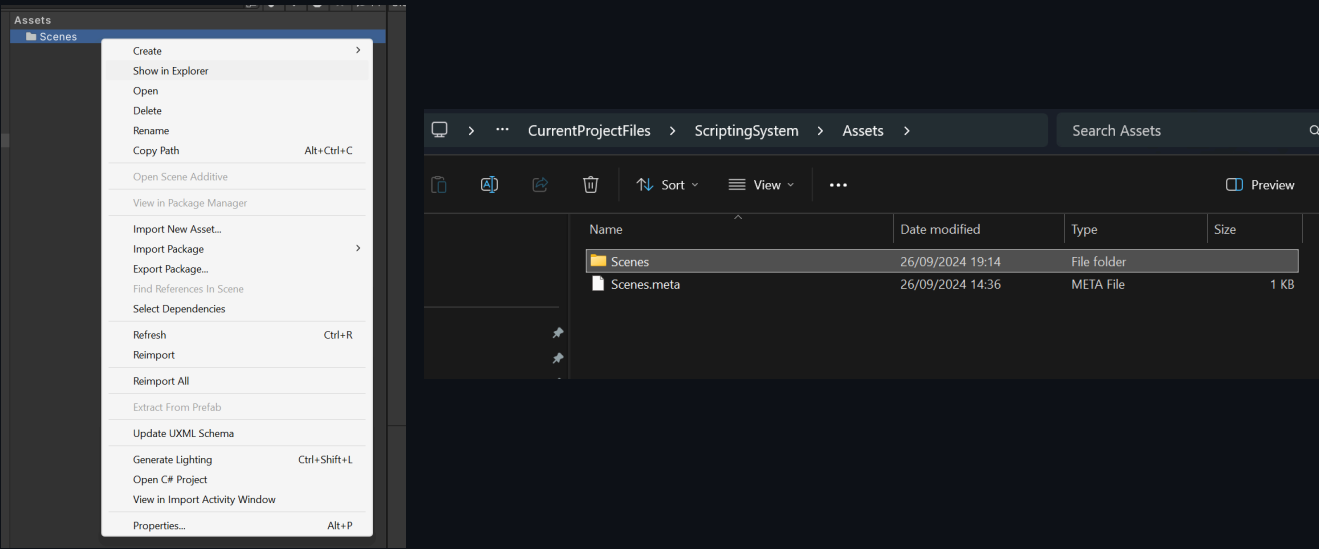 Assets
Scenes
Create
Show in Explorer
Open
Delete
Rename
Copy Path Alt+Ctrl+C
Open Scene Additive
View in Package Manager
Import New Asset...
Import Package
Export Package...
Find References In Scene
Select Dependencies
Refresh Ctrl+R
Reimport
Reimport All
Extract From Prefab
Update UXML Schema
Generate Lighting Ctrl+Shift+L
Open C# Project
View in Import Activity Window
Properties... Alt+P
CurrentProjectFiles ScriptingSystem Assets Search Assets
Sort View Preview
Name Date modified Type Size
Scenes 26/09/2024 19:14 File folder
Scenes.meta 26/09/2024 14:36 META File 1 KB